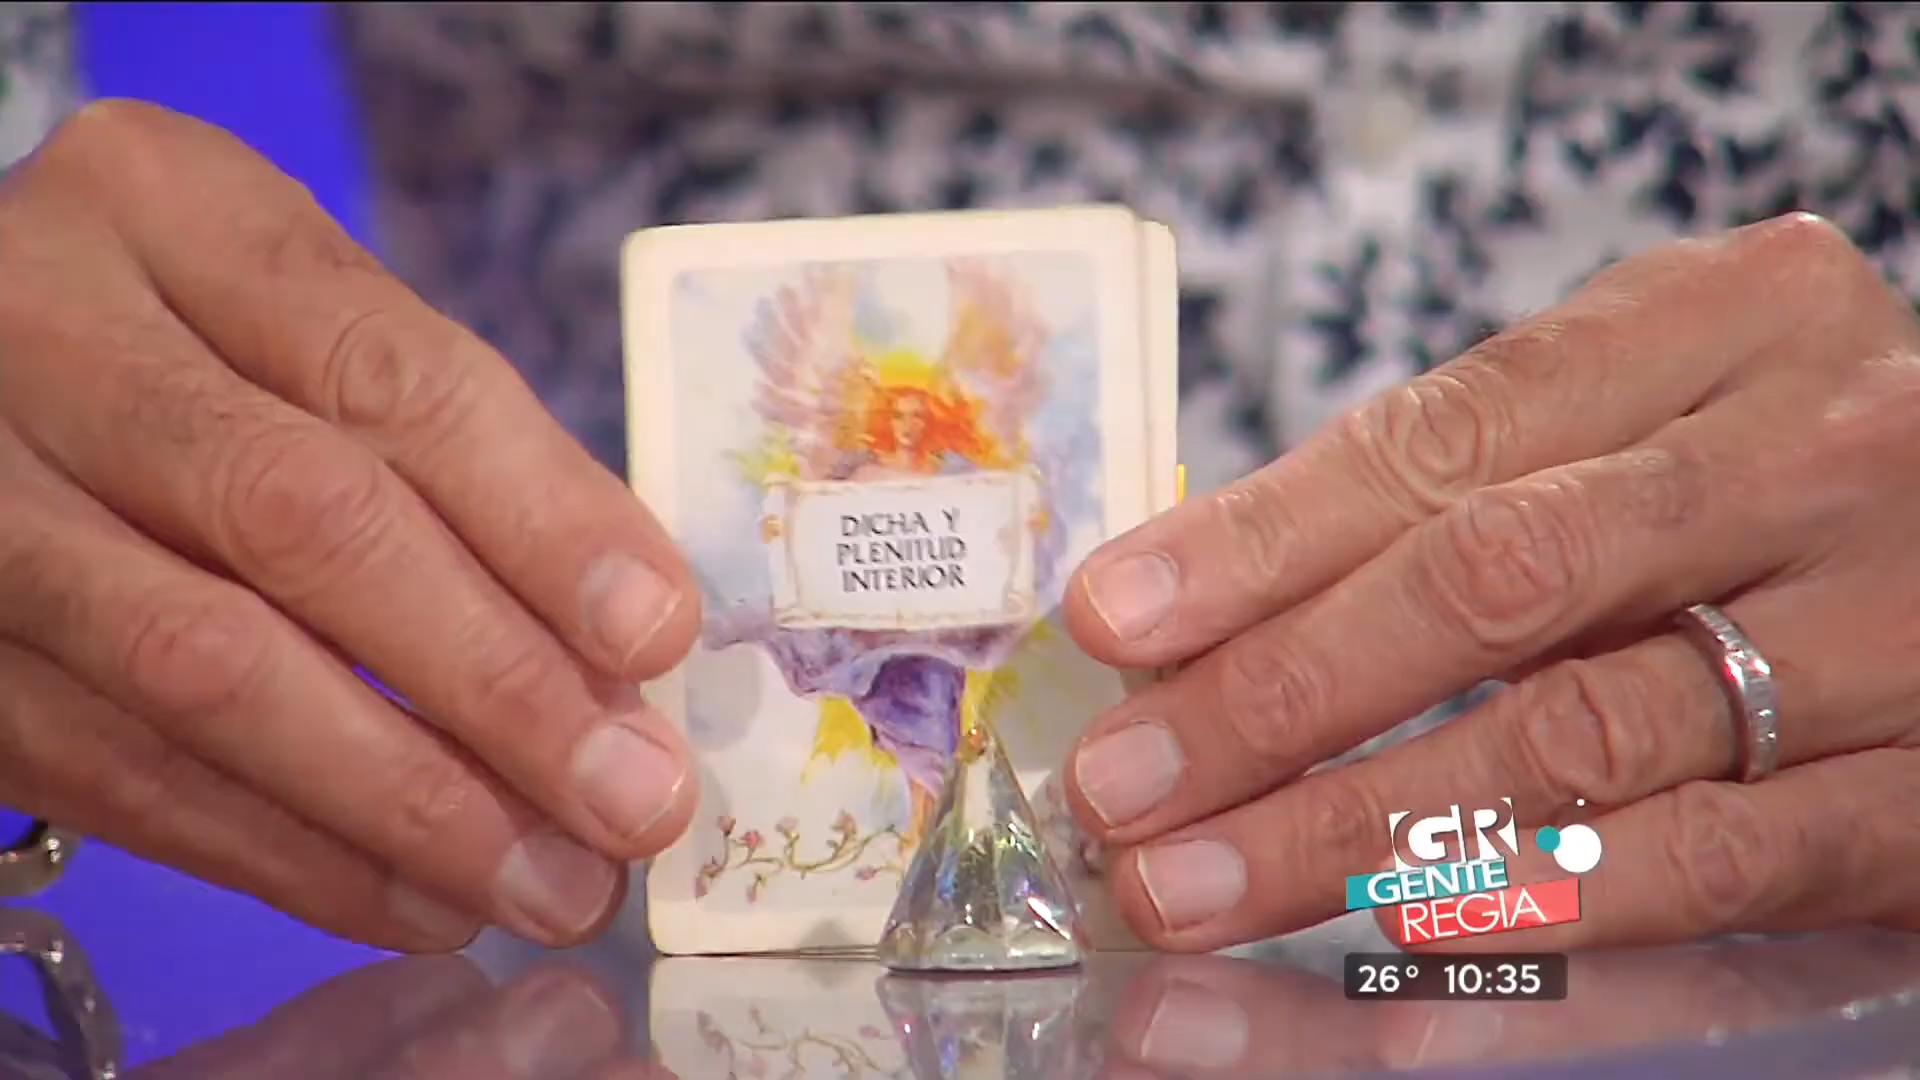 DICHA Y
PLENITUD
INTERIOR
GR
GENTE
REGIA
26° 10:35